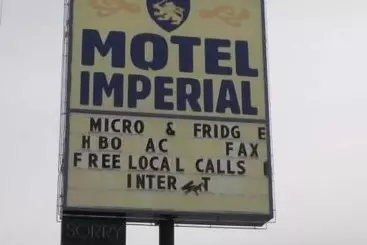 MOTEL
IMPERIAL
MICRO & FRIDG E
H BO AC FAX
FREE LOCAL CALLS
INTER T
SORRY